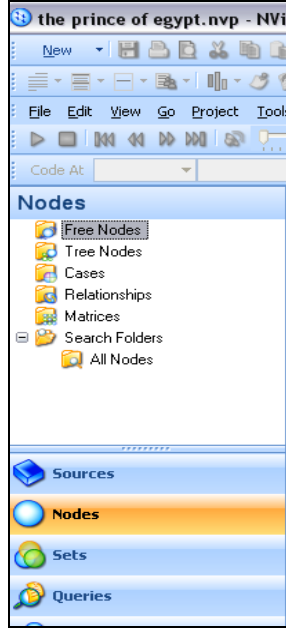 the prince of egypt.nvp - NVi
New
File Edit View Go Project Tools
Code At
Nodes
Free Nodes
Tree Nodes
Cases
Relationships
Matrices
Search Folders
All Nodes
Sources
Nodes
Sets
Queries